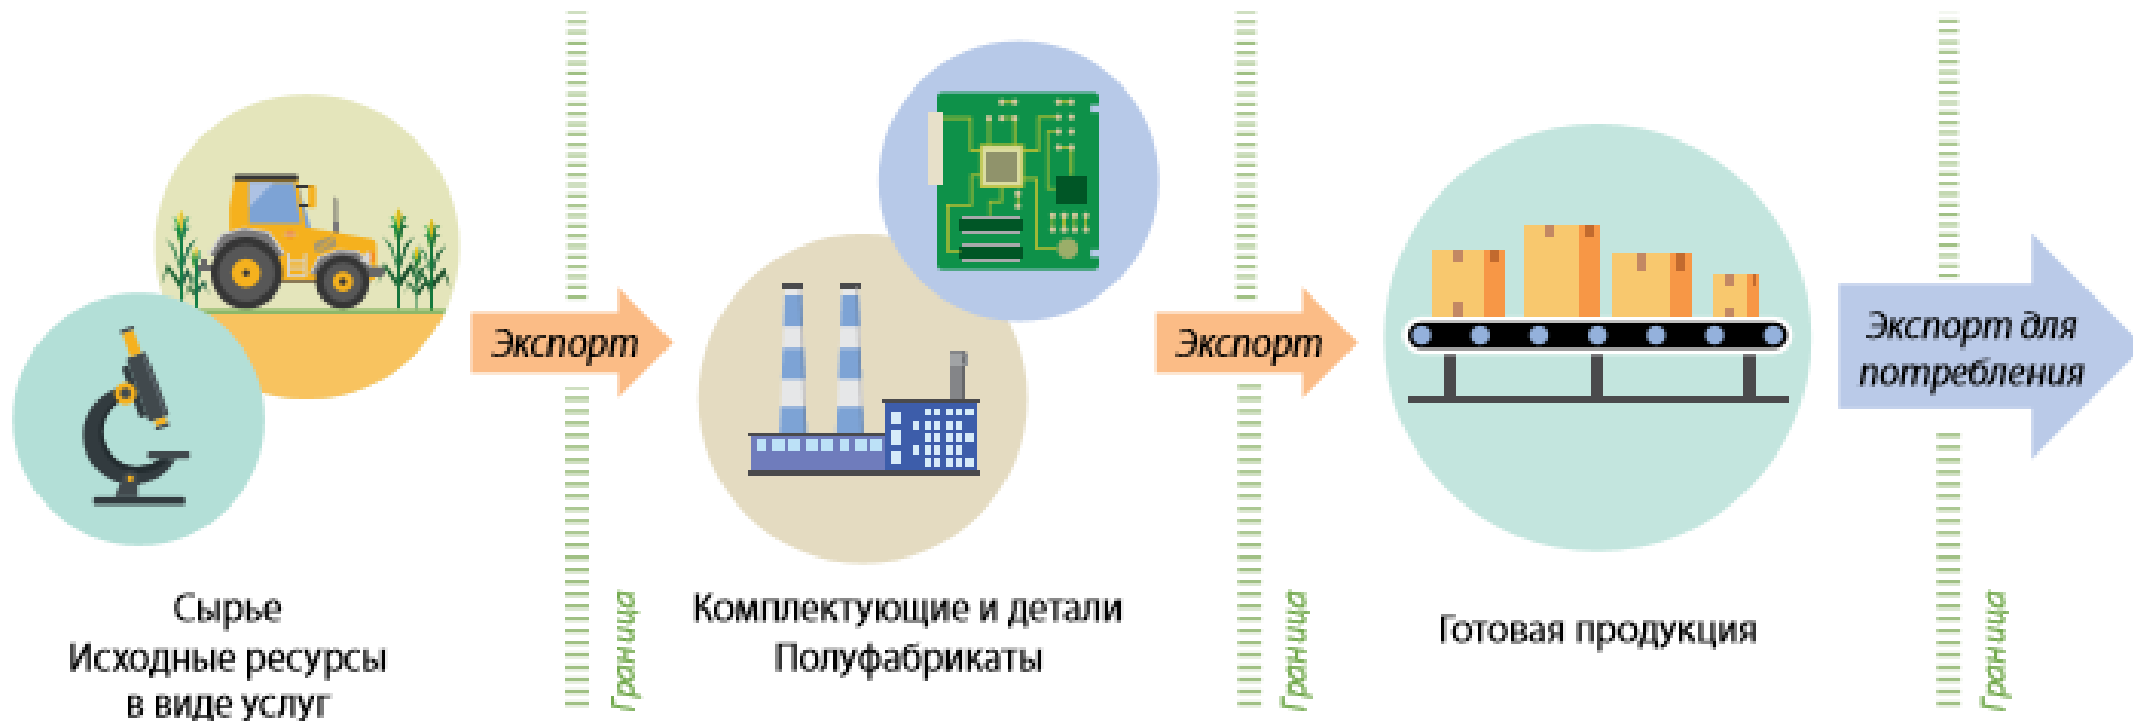 Сырье
Исходные ресурсы
в виде услуг
Экспорт
Граница
Комплектующие и детали
Полуфабрикаты
Экспорт
Граница
Готовая продукция
Экспорт для
потребления
Граница